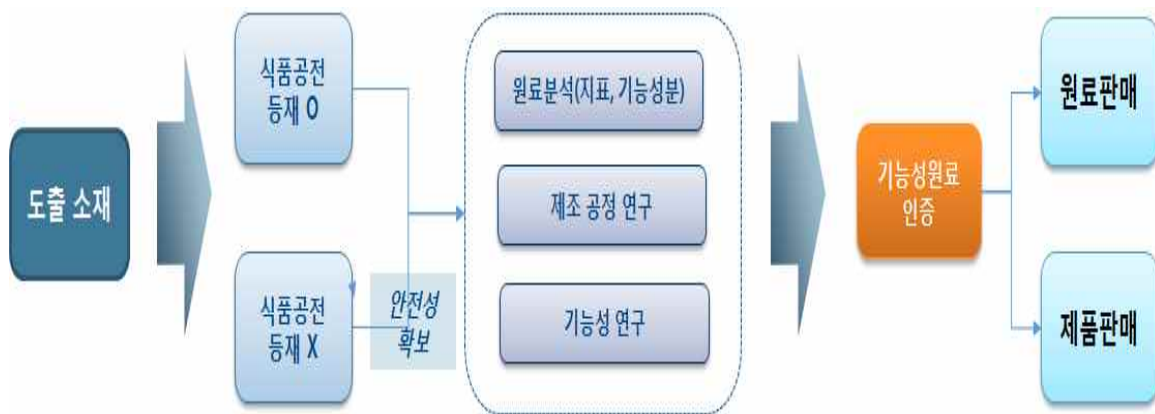 도출 소재
식품공전
등재 O
식품공전
등재 X
안전성
확보
원료분석(지표, 기능성분)
제조 공정 연구
기능성 연구
기능성원료
인증
원료판매
제품판매